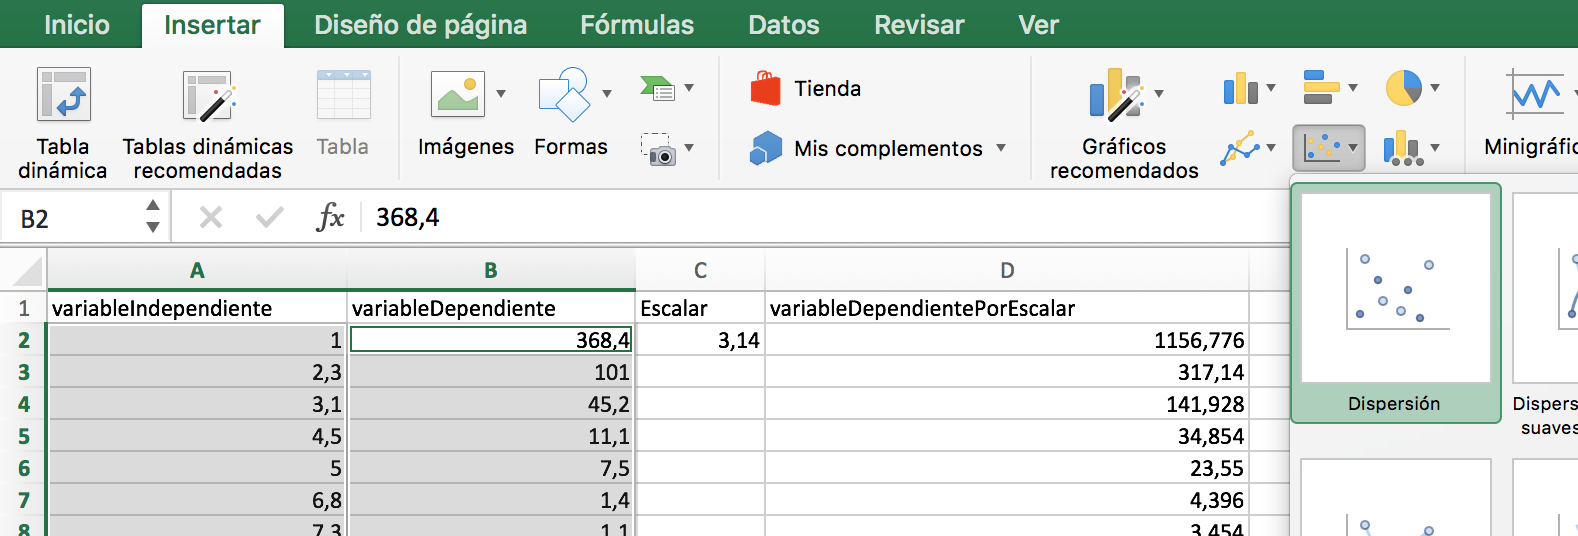 Inicio Insertar Diseño de página Fórmulas Datos Revisar Ver
Tienda
Mis complementos
Tabla dinámica
Tablas dinámicas recomendadas
Tabla
Imágenes
Formas
Gráficos recomendados
B2 fx 368,4
A B C D
1 variableIndependiente variableDependiente Escalar variableDependientePorEscalar
2 1 368,4 3,14 1156,776
3 2,3 101 317,14
4 3,1 45,2 141,928
5 4,5 11,1 34,854
6 5 7,5 23,55
7 6,8 1,4 4,396
8 7,3 1,1 3,454
Dispersión
suaves